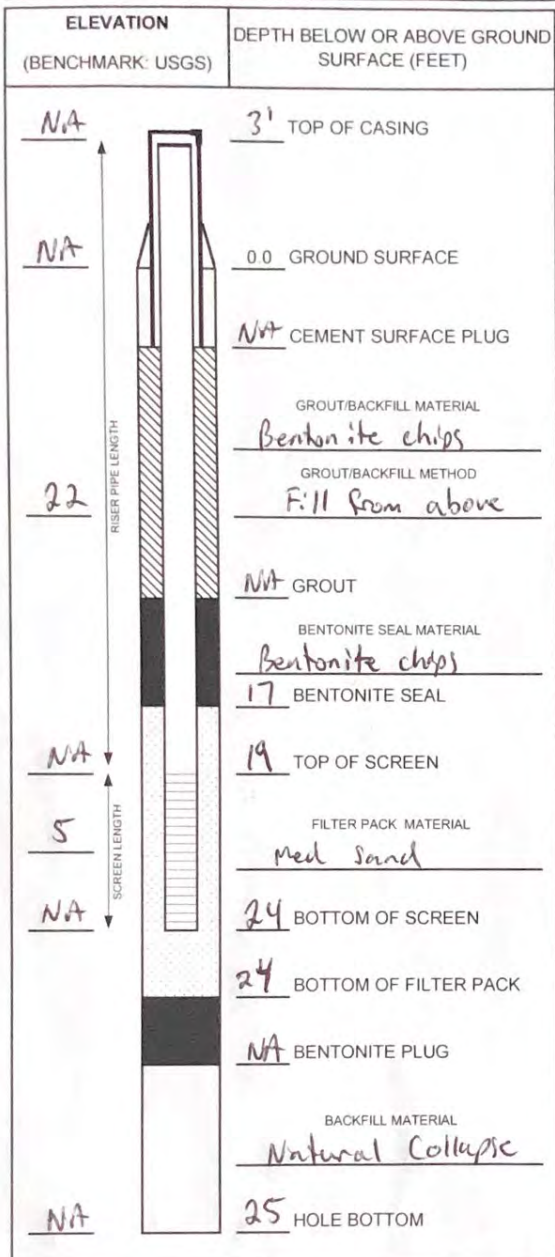 ELEVATION
(BENCHMARK: USGS)
DEPTH BELOW OR ABOVE GROUND
SURFACE (FEET)
NA 3' TOP OF CASING
NA 0.0 GROUND SURFACE
NA CEMENT SURFACE PLUG
GROUT/BACKFILL MATERIAL
Bentonite chips
GROUT/BACKFILL METHOD
22 RISER PIPE LENGTH Fill from above
NA GROUT
BENTONITE SEAL MATERIAL
Bentonite chips
17 BENTONITE SEAL
NA 19 TOP OF SCREEN
FILTER PACK MATERIAL
5 SCREEN LENGTH Med Sand
NA 24 BOTTOM OF SCREEN
24 BOTTOM OF FILTER PACK
NA BENTONITE PLUG
BACKFILL MATERIAL
Natural Collapse
NA 25 HOLE BOTTOM